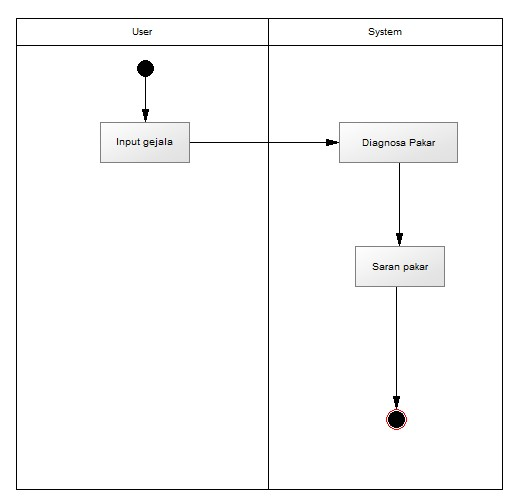 User
System
Input gejala
Diagnosa Pakar
Saran pakar